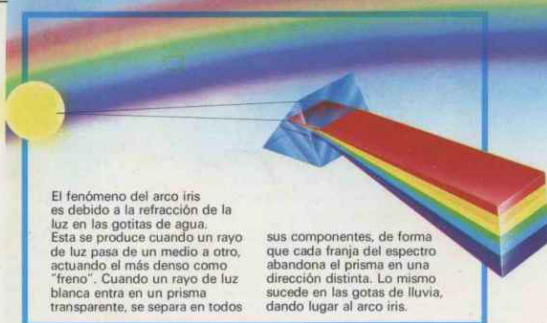 El fenómeno del arco iris
es debido a la refracción de la
luz en las gotitas de agua.
Esta se produce cuando un rayo
de luz pasa de un medio a otro,
actuando el más denso como
"freno". Cuando un rayo de luz
blanca entra en un prisma
transparente, se separa en todos
sus componentes, de forma
que cada franja del espectro
abandona el prisma en una
dirección distinta. Lo mismo
sucede en las gotas de lluvia,
dando lugar al arco iris.